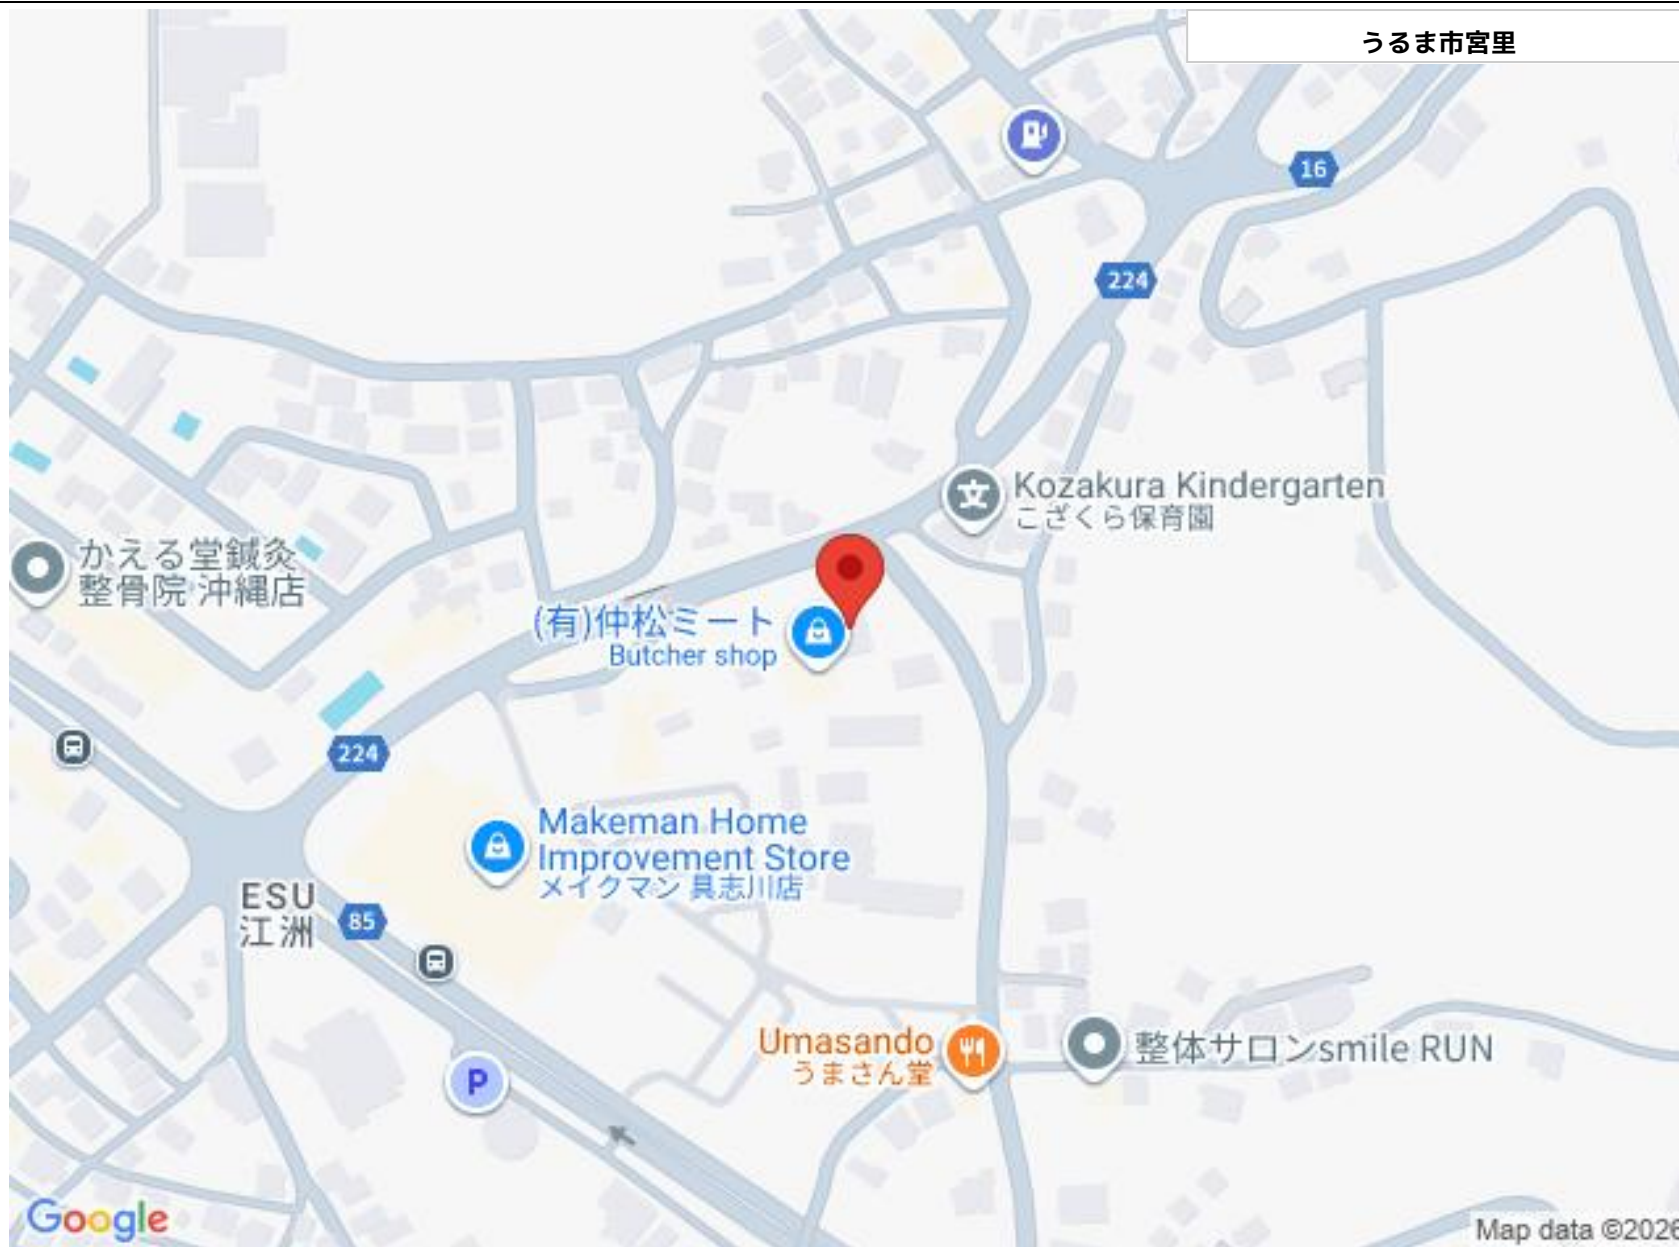 うるま市宮里
16
224
Kozakura Kindergarten
こざくら保育園
かえる堂鍼灸
整骨院 沖縄店
(有)仲松ミート
Butcher shop
224
Makeman Home
Improvement Store
メイクマン 具志川店
ESU
江洲
85
Umasando
うまさん堂
整体サロンsmile RUN
P
Google
Map data ©2026